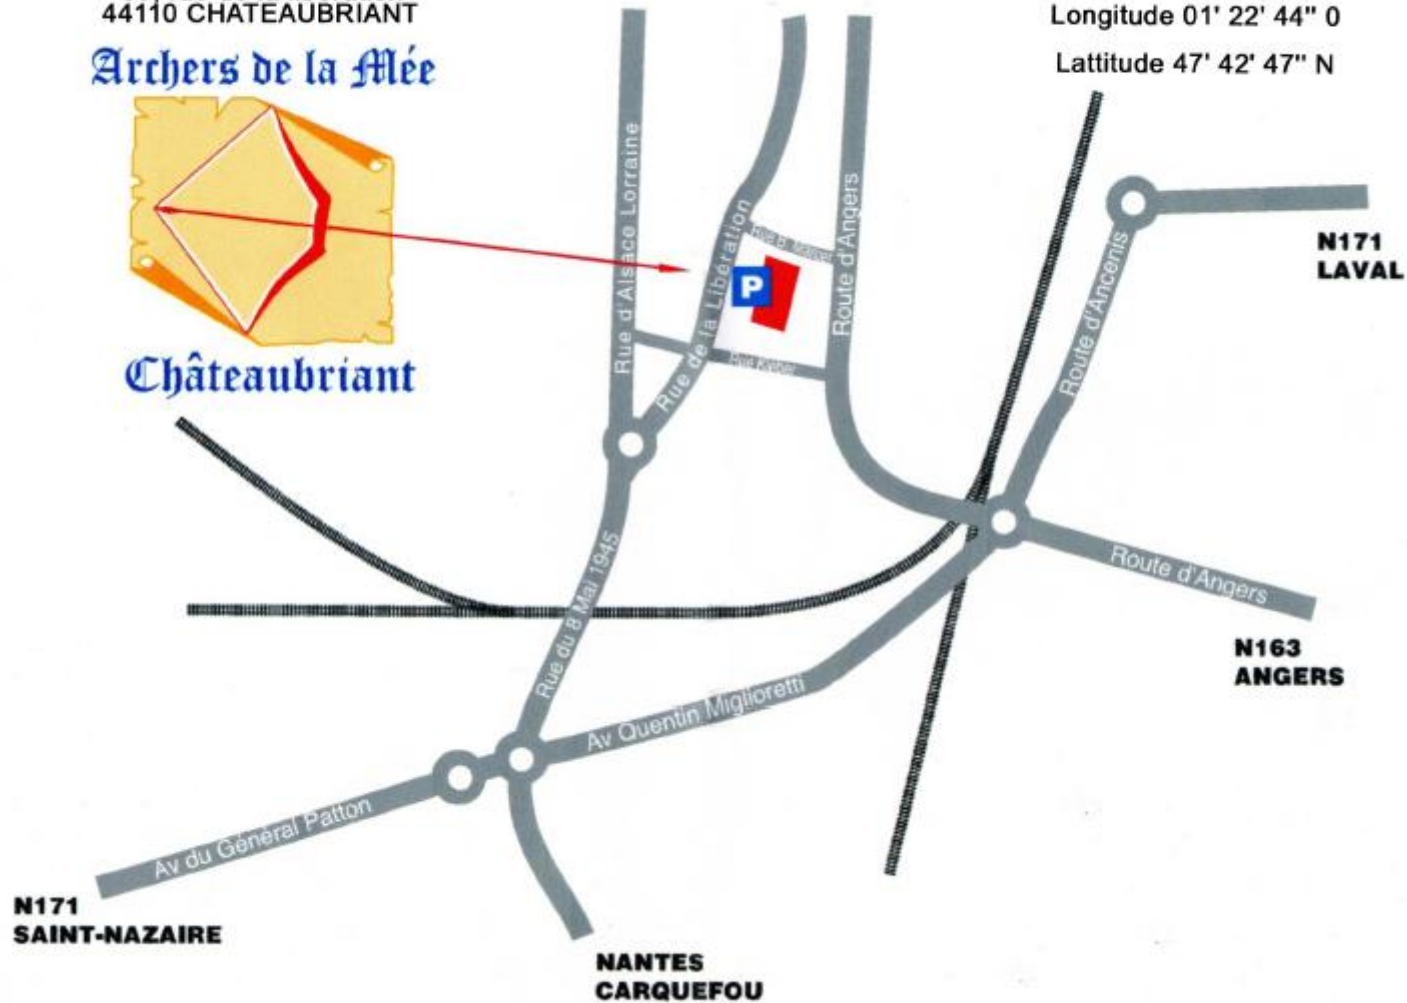 44110 CHATEAUBRIANT
Longitude 01' 22' 44" 0
Lattitude 47' 42' 47" N
Archers de la Mée
Châteaubriant
Rue d'Alsace Lorraine
Rue de la Libération
Route d'Angers
P
Rue Kléber
Route d'Ancenis
N171
LAVAL
Rue du 8 Mai 1945
Route d'Angers
N163
ANGERS
Av Quentin Miglioretti
Av du Général Patton
N171
SAINT-NAZAIRE
NANTES
CARQUEFOU